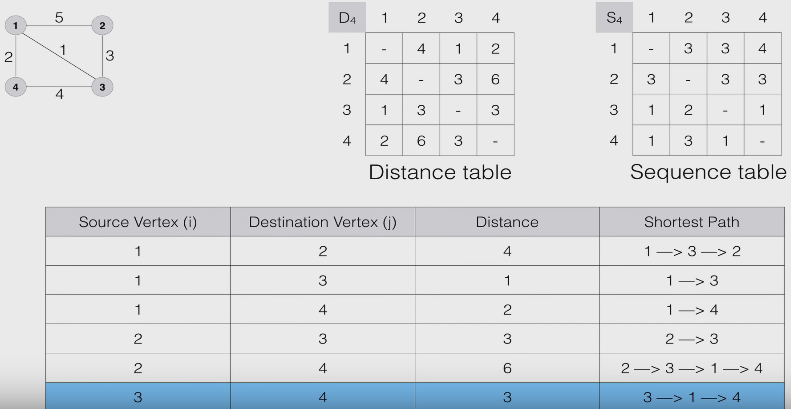 5
1 2
2 1 3
4 3
4
D4 1 2 3 4
1 - 4 1 2
2 4 - 3 6
3 1 3 - 3
4 2 6 3 -
Distance table
S4 1 2 3 4
1 - 3 3 4
2 3 - 3 3
3 1 2 - 1
4 1 3 1 -
Sequence table
Source Vertex (i) Destination Vertex (j) Distance Shortest Path
1 2 4 1 —> 3 —> 2
1 3 1 1 —> 3
1 4 2 1 —> 4
2 3 3 2 —> 3
2 4 6 2 —> 3 —> 1 —> 4
3 4 3 3 —> 1 —> 4